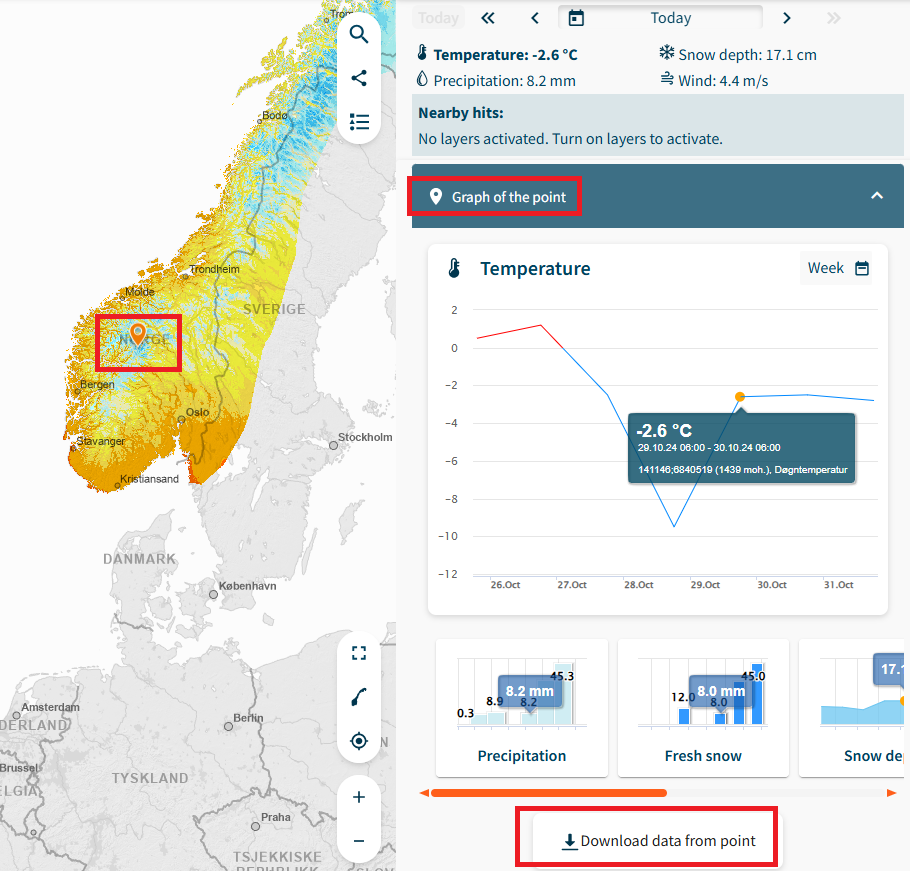 Today
Today
Temperature: -2.6 °C
Snow depth: 17.1 cm
Precipitation: 8.2 mm
Wind: 4.4 m/s
Nearby hits:
No layers activated. Turn on layers to activate.
Graph of the point
Temperature
Week
2
0
−2
−4
−6
−8
−10
−12
-2.6 °C
29.10.24 06:00 - 30.10.24 06:00
141146;6840519 (1439 moh.), Døgntemperatur
26.Oct
27.Oct
28.Oct
29.Oct
30.Oct
31.Oct
0.3
8.9
8.2 mm
8.2
45.3
Precipitation
12.0
8.0 mm
8.0
45.0
Fresh snow
17.1
Snow de
Download data from point
Trom
Bodø
Trondheim
Molde
SVERIGE
NORGE
Bergen
Oslo
Stavanger
Stockholm
Kristiansand
DANMARK
København
Amsterdam
DERLAND
Berlin
Brussel
ELGIA
TYSKLAND
N
Praha
TSJEKKISKE
REPUBLIKK